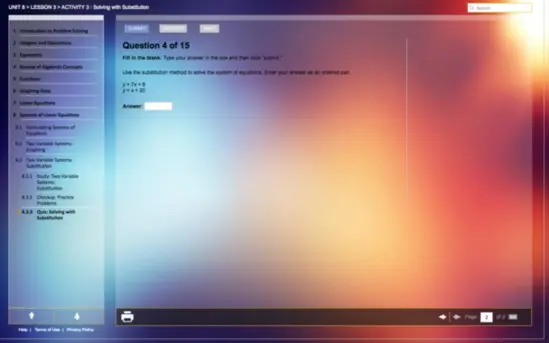 UNIT 8 > LESSON 3 > ACTIVITY 3 : Solving with Substitution
Search
1 Introduction to Problem Solving
2 Integers and Operations
3 Exponents
4 Review of Algebraic Concepts
5 Functions
6 Graphing Data
7 Linear Equations
8 Systems of Linear Equations
8.1 Formulating Systems of
Equations
8.2 Two Variable Systems:
Graphing
8.3 Two Variable Systems:
Substitution
8.3.1 Study: Two Variable
Systems:
Substitution
8.3.2 Checkup: Practice
Problems
8.3.3 Quiz: Solving with
Substitution
Help | Terms of Use | Privacy Policy
SUBMIT
Question 4 of 15
Fill in the blank: Type your answer in the box and then click "submit."
Use the substitution method to solve the system of equations. Enter your answer as an ordered pair.
Answer:
Page 2 of 2